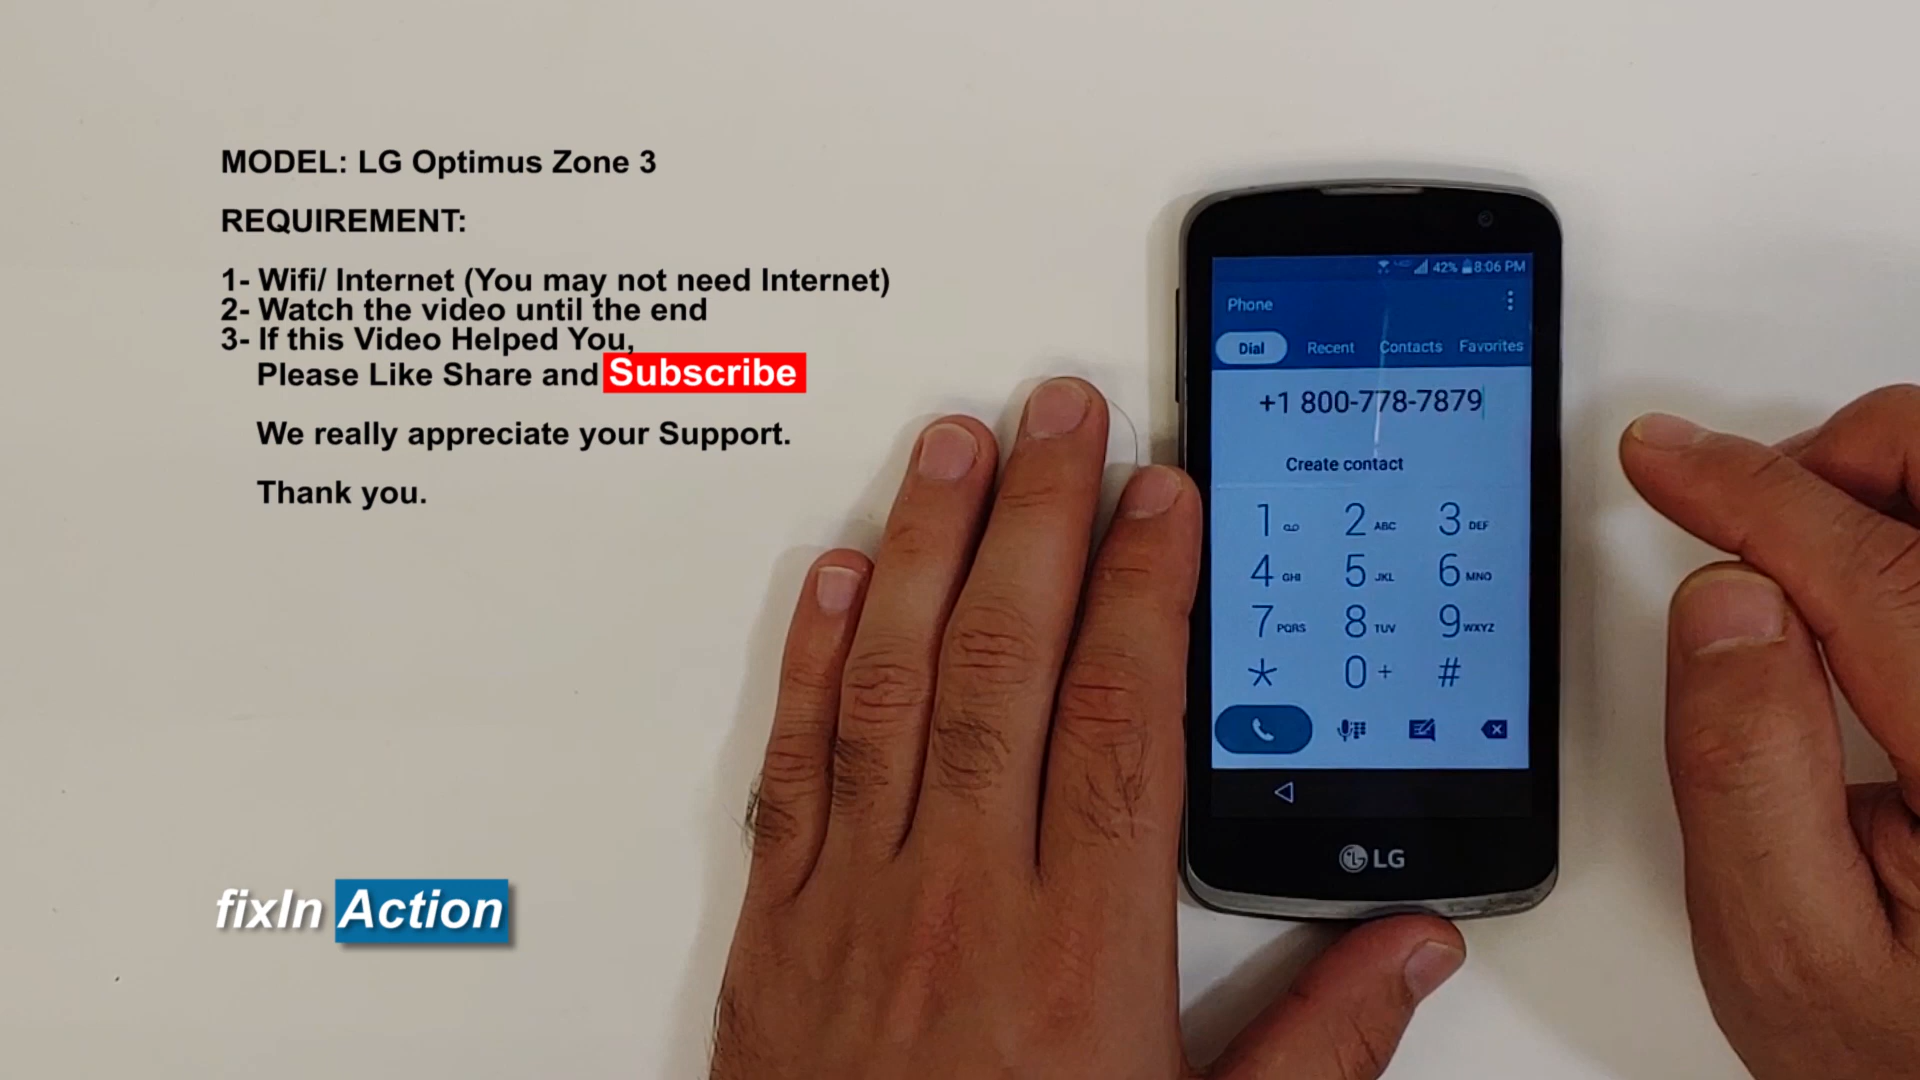 MODEL: LG Optimus Zone 3
REQUIREMENT:
1- Wifi/ Internet (You may not need Internet)
2- Watch the video until the end
3- If this Video Helped You,
Please Like Share and Subscribe
We really appreciate your Support.
Thank you.
fixIn Action
42% 8:06 PM
Phone
Dial Recent Contacts Favorites
+1 800-778-7879
Create contact
1 2 ABC 3 DEF
4 GHI 5 JKL 6 MNO
7 PQRS 8 TUV 9 WXYZ
* 0 + #
LG